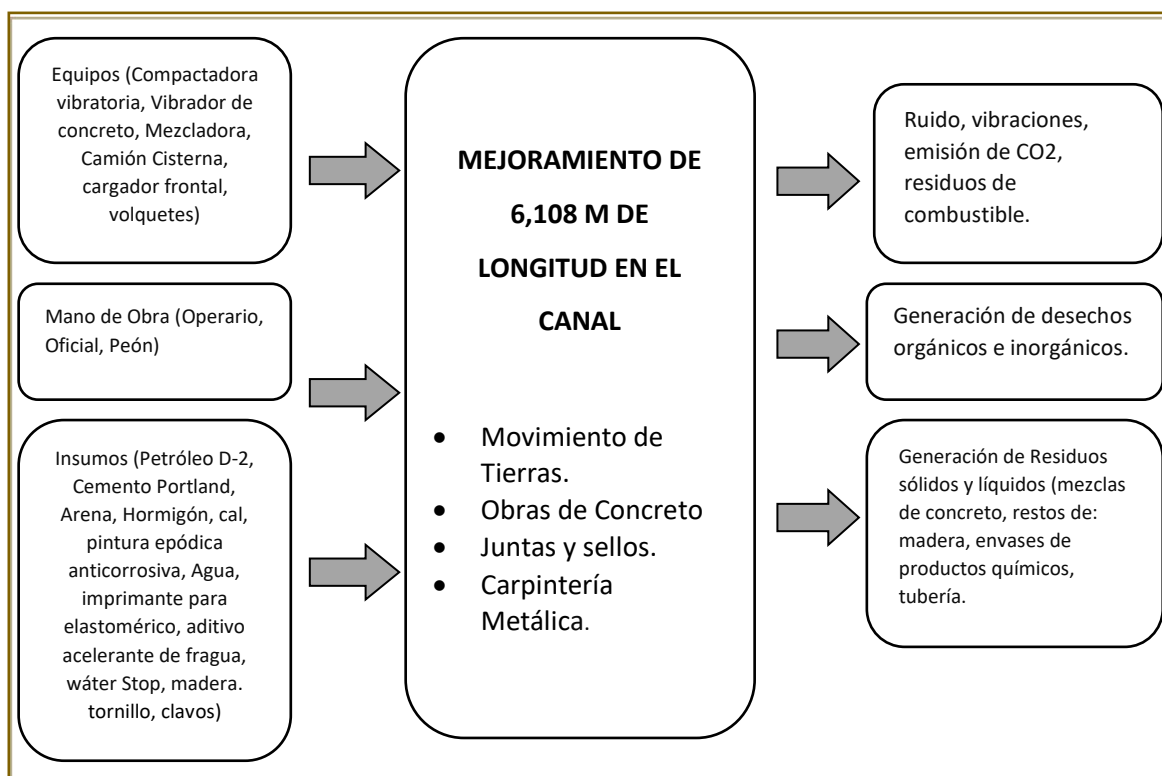 Equipos (Compactadora
vibratoria, Vibrador de
concreto, Mezcladora,
Camión Cisterna,
cargador frontal,
volquetes)
Mano de Obra (Operario,
Oficial, Peón)
Insumos (Petróleo D-2,
Cemento Portland,
Arena, Hormigón, cal,
pintura epódica
anticorrosiva, Agua,
imprimante para
elastomérico, aditivo
acelerante de fragua,
wáter Stop, madera.
tornillo, clavos)
MEJORAMIENTO DE
6,108 M DE
LONGITUD EN EL
CANAL
• Movimiento de
Tierras.
• Obras de Concreto
• Juntas y sellos.
• Carpintería
Metálica.
Ruido, vibraciones,
emisión de CO2,
residuos de
combustible.
Generación de desechos
orgánicos e inorgánicos.
Generación de Residuos
sólidos y líquidos (mezclas
de concreto, restos de:
madera, envases de
productos químicos,
tubería.